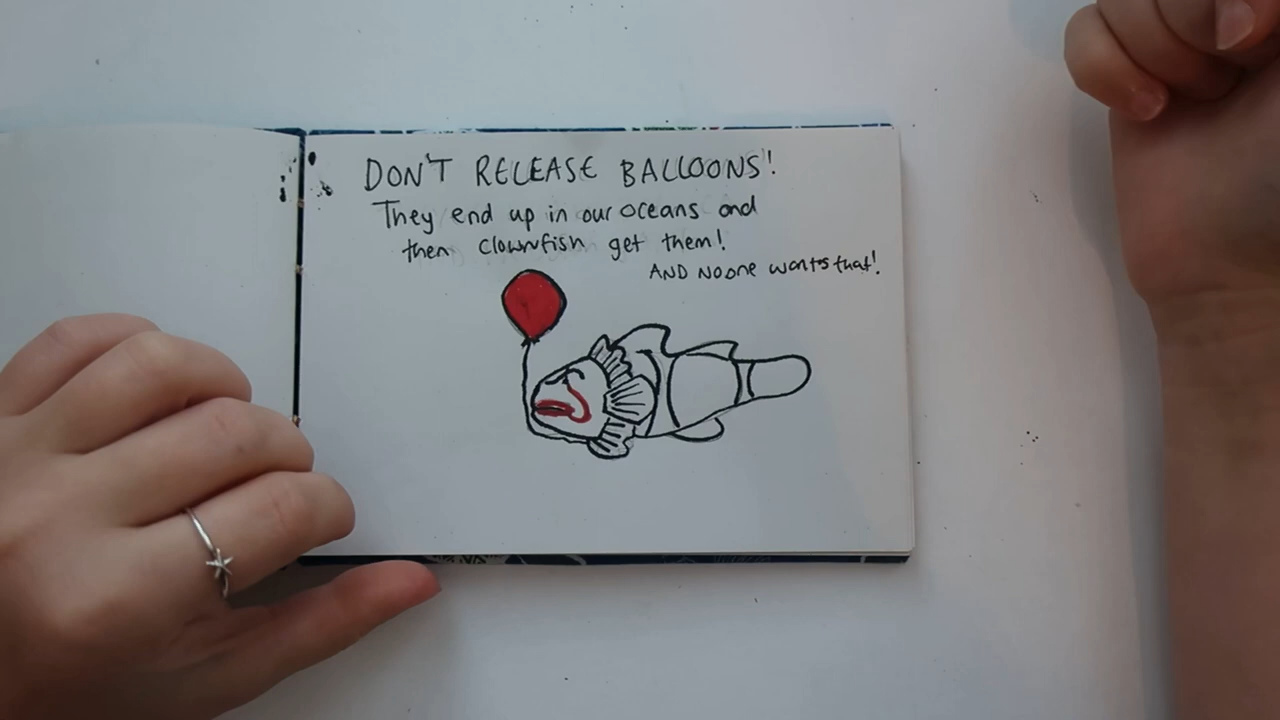 DON'T RELEASE BALLOONS!
They end up in our oceans and
then clownfish get them!
AND NOONE wants that!